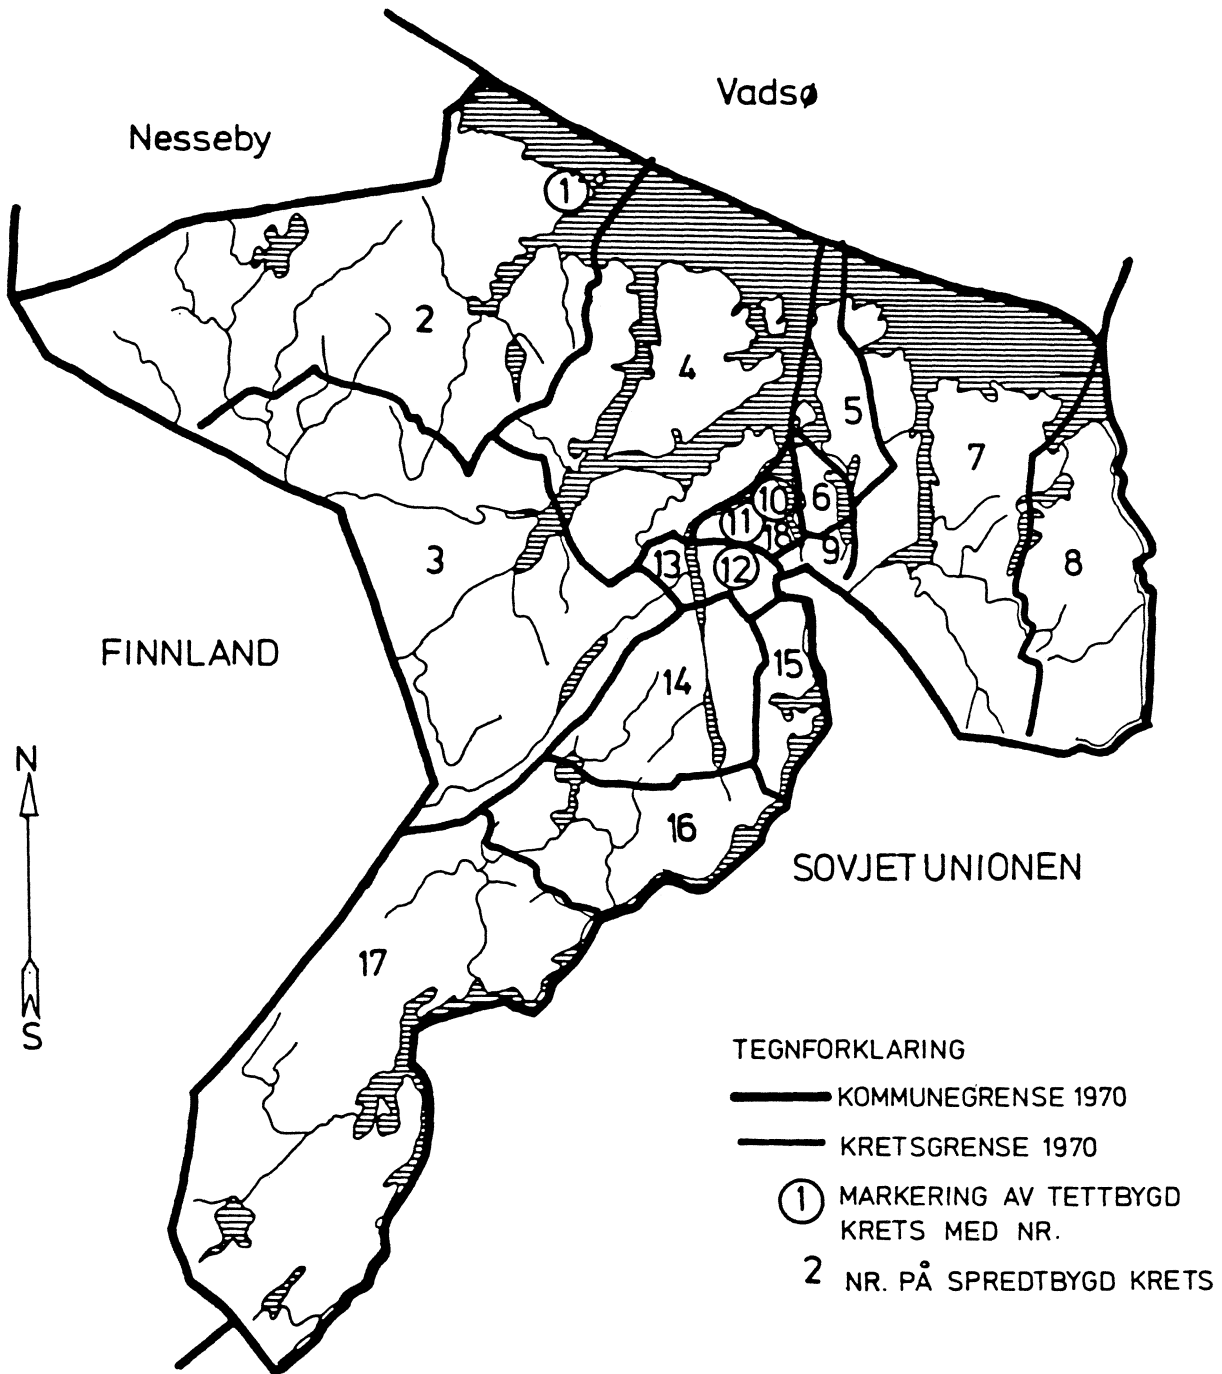 Vadsø
Nesseby
1
2
4
5
7
3
6
10
11
18
9
8
13
12
FINNLAND
14
15
N
S
16
SOVJETUNIONEN
17
TEGNFORKLARING
KOMMUNEGRENSE 1970
KRETSGRENSE 1970
1 MARKERING AV TETTBYGD
KRETS MED NR.
2 NR. PÅ SPREDTBYGD KRETS